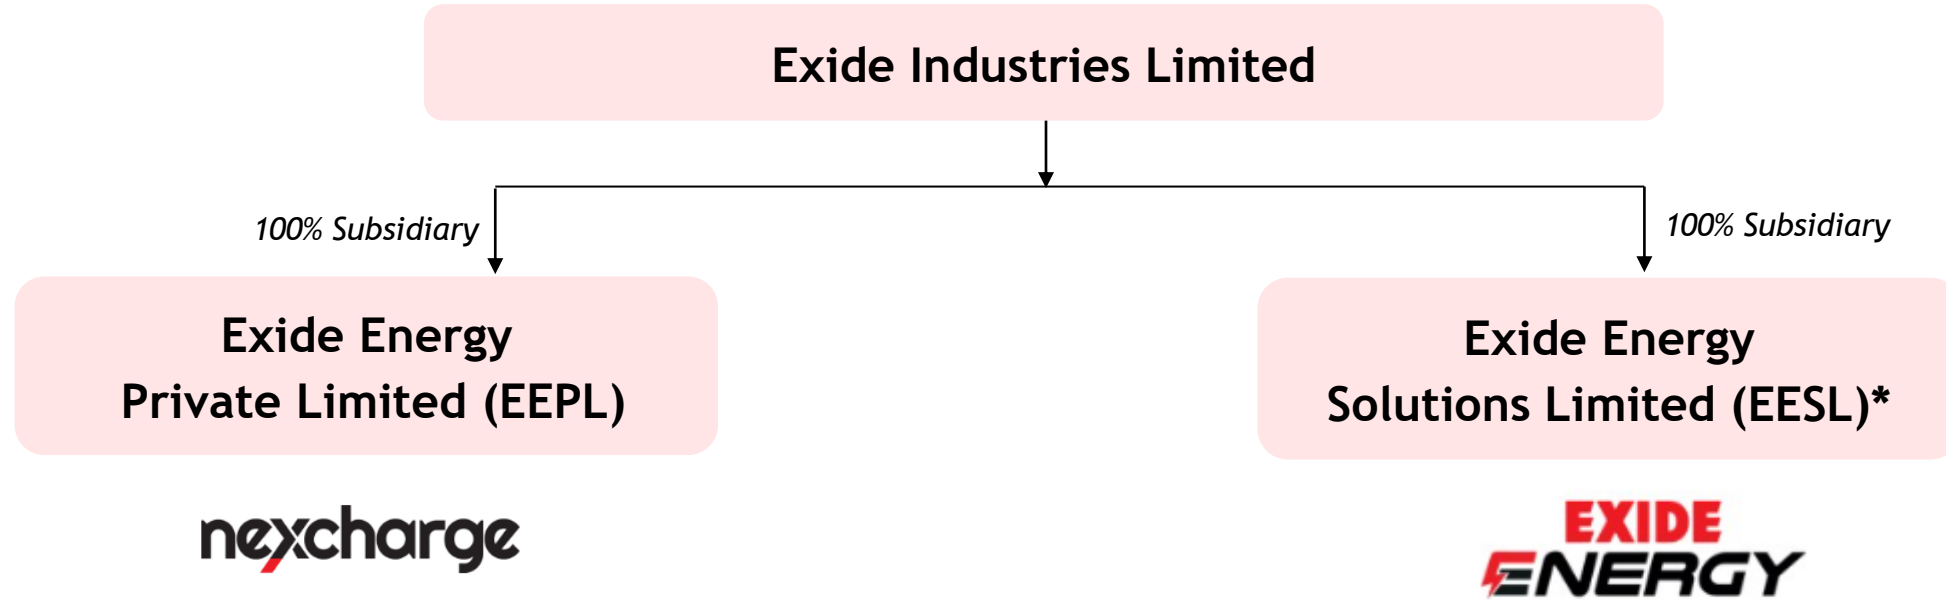 Exide Industries Limited
100% Subsidiary
100% Subsidiary
Exide Energy
Private Limited (EEPL)
Exide Energy
Solutions Limited (EESL)*
nexcharge
EXIDE
ENERGY